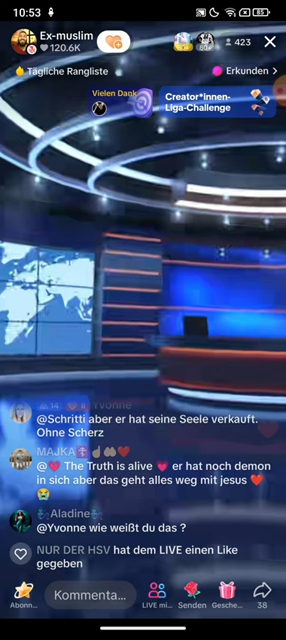 10:53
85
Ex-muslim
120.6K
423
Tägliche Rangliste
Erkunden >
Vielen Dank
Creator*innen-
Liga-Challenge
Yvonne
@Schritti aber er hat seine Seele verkauft.
Ohne Scherz
MAJKA
@💗 The Truth is alive 💗 er hat noch demon
in sich aber das geht alles weg mit jesus ❤️
😭
Aladine
@Yvonne wie weißt du das ?
NUR DER HSV hat dem LIVE einen Like
gegeben
Abonn...
Kommenta...
LIVE mi...
Senden
Gesche...
38